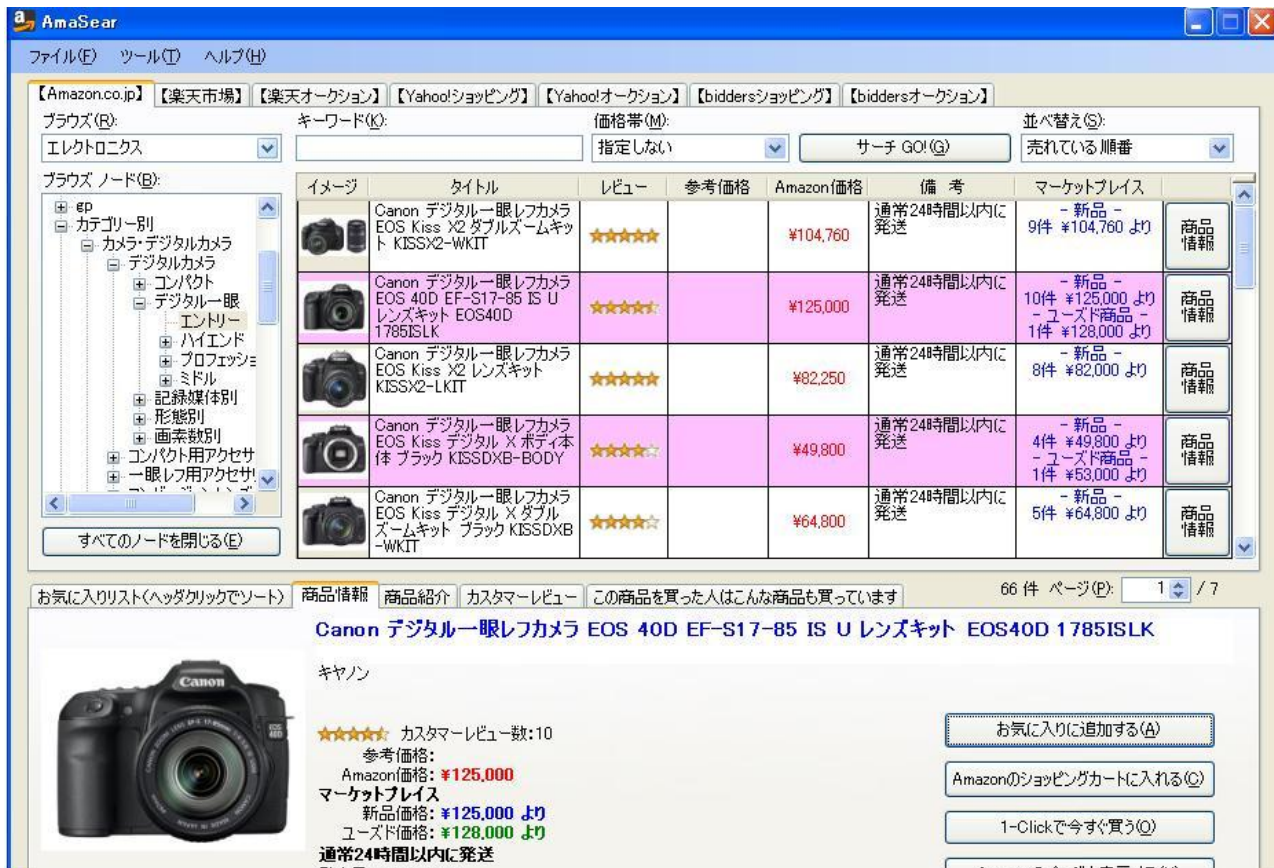 AmaSear
ファイル(F) ツール(T) ヘルプ(H)
【Amazon.co.jp】 【楽天市場】 【楽天オークション】 【Yahoo!ショッピング】 【Yahoo!オークション】 【biddersショッピング】 【biddersオークション】
ブラウズ(R): キーワード(K): 価格帯(M): 並べ替え(S):
エレクトロニクス 指定しない サーチ GO!(G) 売れている順番
ブラウズ ノード(B):
gp
カテゴリー別
カメラ・デジタルカメラ
デジタルカメラ
コンパクト
デジタル一眼
エントリー
ハイエンド
プロフェッショ
ミドル
記録媒体別
形態別
画素数別
コンパクト用アクセサ
一眼レフ用アクセサ
すべてのノードを閉じる(E)
イメージ タイトル レビュー 参考価格 Amazon価格 備 考 マーケットプレイス
Canon デジタル一眼レフカメラ
EOS Kiss X2 ダブルズームキッ
ト KISSX2-WKIT
¥104,760
通常24時間以内に
発送
- 新品 -
9件 ¥104,760 より
商品
情報
Canon デジタル一眼レフカメラ
EOS 40D EF-S17-85 IS U
レンズキット EOS40D
1785ISLK
¥125,000
通常24時間以内に
発送
- 新品 -
10件 ¥125,000 より
- ユーズド商品 -
1件 ¥128,000 より
商品
情報
Canon デジタル一眼レフカメラ
EOS Kiss X2 レンズキット
KISSX2-LKIT
¥82,250
通常24時間以内に
発送
- 新品 -
8件 ¥82,000 より
商品
情報
Canon デジタル一眼レフカメラ
EOS Kiss デジタル X ボディ本
体 ブラック KISSDXB-BODY
¥49,800
通常24時間以内に
発送
- 新品 -
4件 ¥49,800 より
- ユーズド商品 -
1件 ¥53,000 より
商品
情報
Canon デジタル一眼レフカメラ
EOS Kiss デジタル X ダブル
ズームキット ブラック KISSDXB
-WKIT
¥64,800
通常24時間以内に
発送
- 新品 -
5件 ¥64,800 より
商品
情報
66 件 ページ(P): 1 / 7
お気に入りリスト(ヘッダクリックでソート) 商品情報 商品紹介 カスタマーレビュー この商品を買った人はこんな商品も買っています
Canon デジタル一眼レフカメラ EOS 40D EF-S17-85 IS U レンズキット EOS40D 1785ISLK
キヤノン
Canon
EOS
40D
カスタマーレビュー数:10
参考価格:
Amazon価格: ¥125,000
マーケットプレイス
新品価格: ¥125,000 より
ユーズド価格: ¥128,000 より
通常24時間以内に発送
お気に入りに追加する(A)
Amazonのショッピングカートに入れる(C)
1-Clickで今すぐ買う(O)